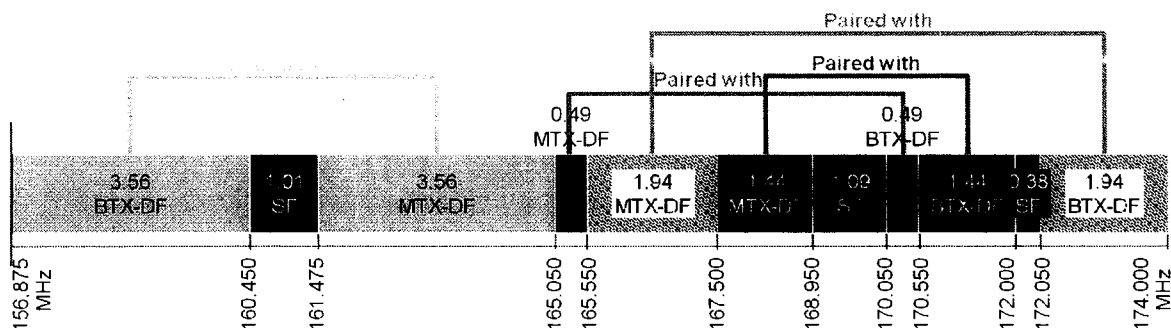 Paired with
Paired with
Paired with
0.49
MTX-DF
0.49
BTX-DF
3.56
BTX-DF
1.01
SF
3.56
MTX-DF
1.94
MTX-DF
1.44
MTX-DF
1.09
SF
1.44
BTX-DF
0.38
SF
1.94
BTX-DF
156.875
MHz
160.450
161.475
165.050
165.550
167.500
168.950
170.050
170.550
172.000
172.050
174.000
MHz